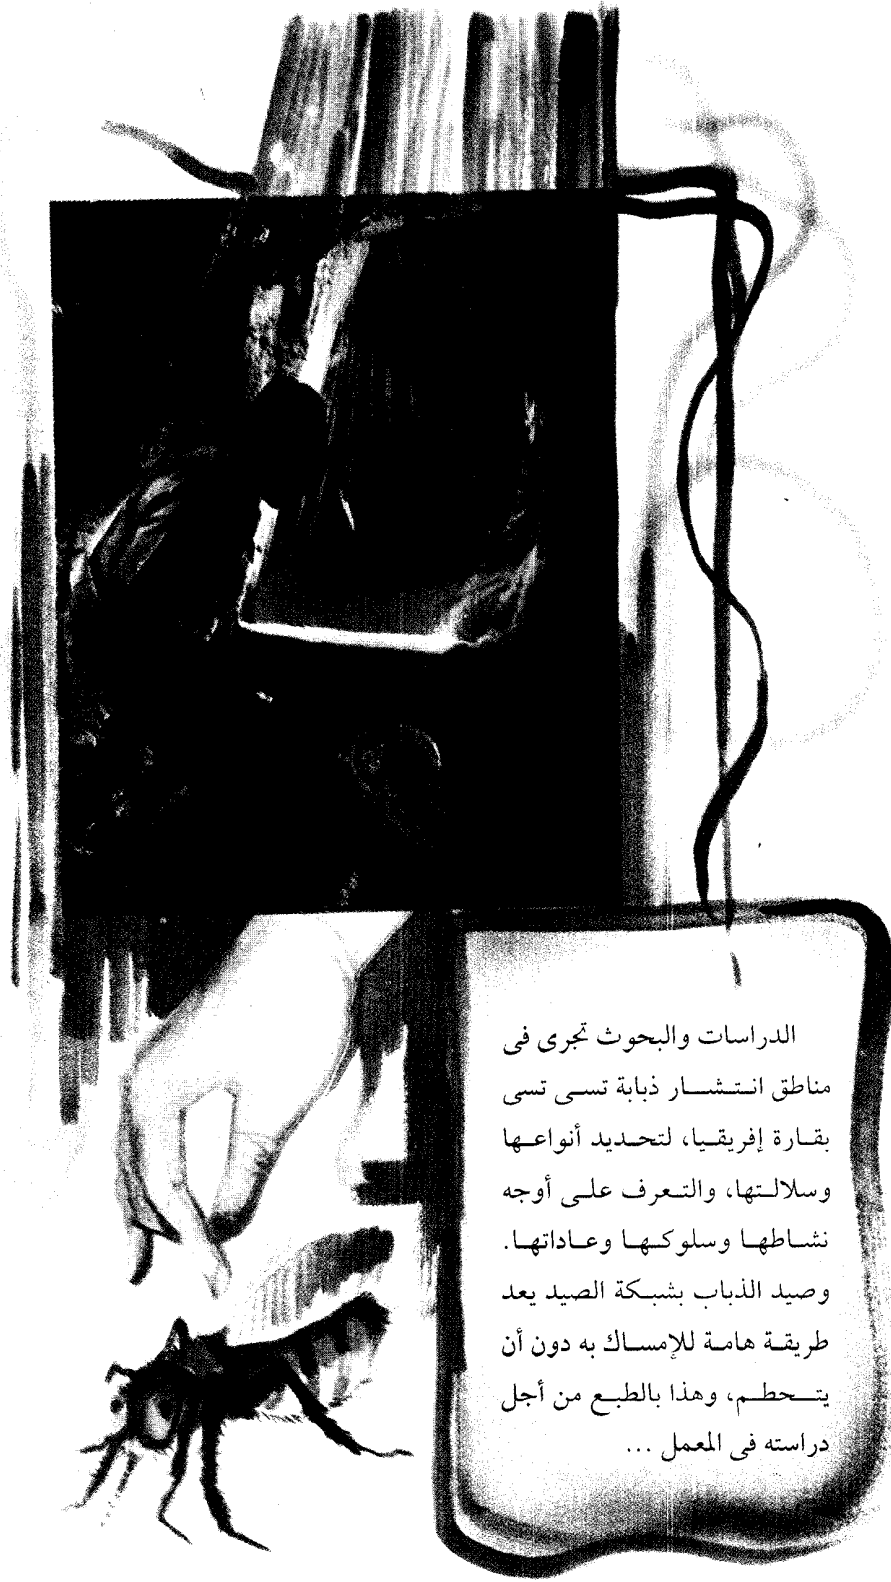 الدراسات والبحوث تجرى فى
مناطق انتشار ذبابة تسى تسى
بقارة إفريقيا، لتحديد أنواعها
وسلالتها، والتعرف على أوجه
نشاطها وسلوكها وعاداتها.
وصيد الذباب بشبكة الصيد يعد
طريقة هامة للإمساك به دون أن
يتحطم، وهذا بالطبع من أجل
دراسته فى المعمل ...